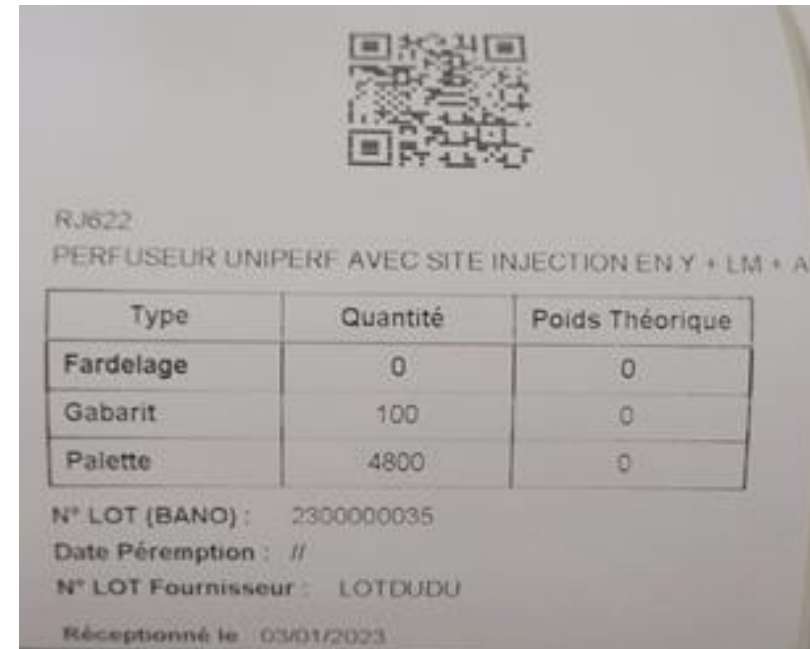 RJ622
PERFUSEUR UNIPERF AVEC SITE INJECTION EN Y + LM + A
Type Quantité Poids Théorique
Fardelage 0 0
Gabarit 100 0
Palette 4800 0
N° LOT (BANO) : 2300000035
Date Péremption : //
N° LOT Fournisseur : LOTDUDU
Réceptionné le 03/01/2023